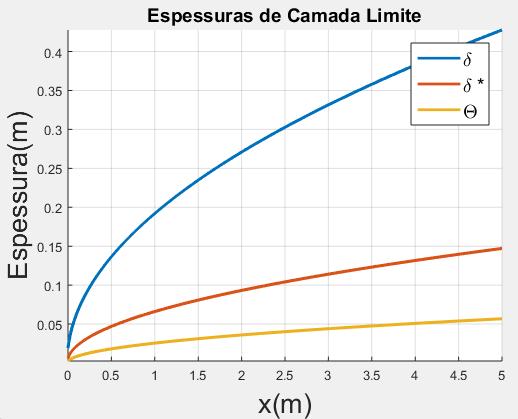 Espessuras de Camada Limite
Espessura(m)
0.4
0.35
0.3
0.25
0.2
0.15
0.1
0.05
δ
δ *
Θ
0 0.5 1 1.5 2 2.5 3 3.5 4 4.5 5
x(m)